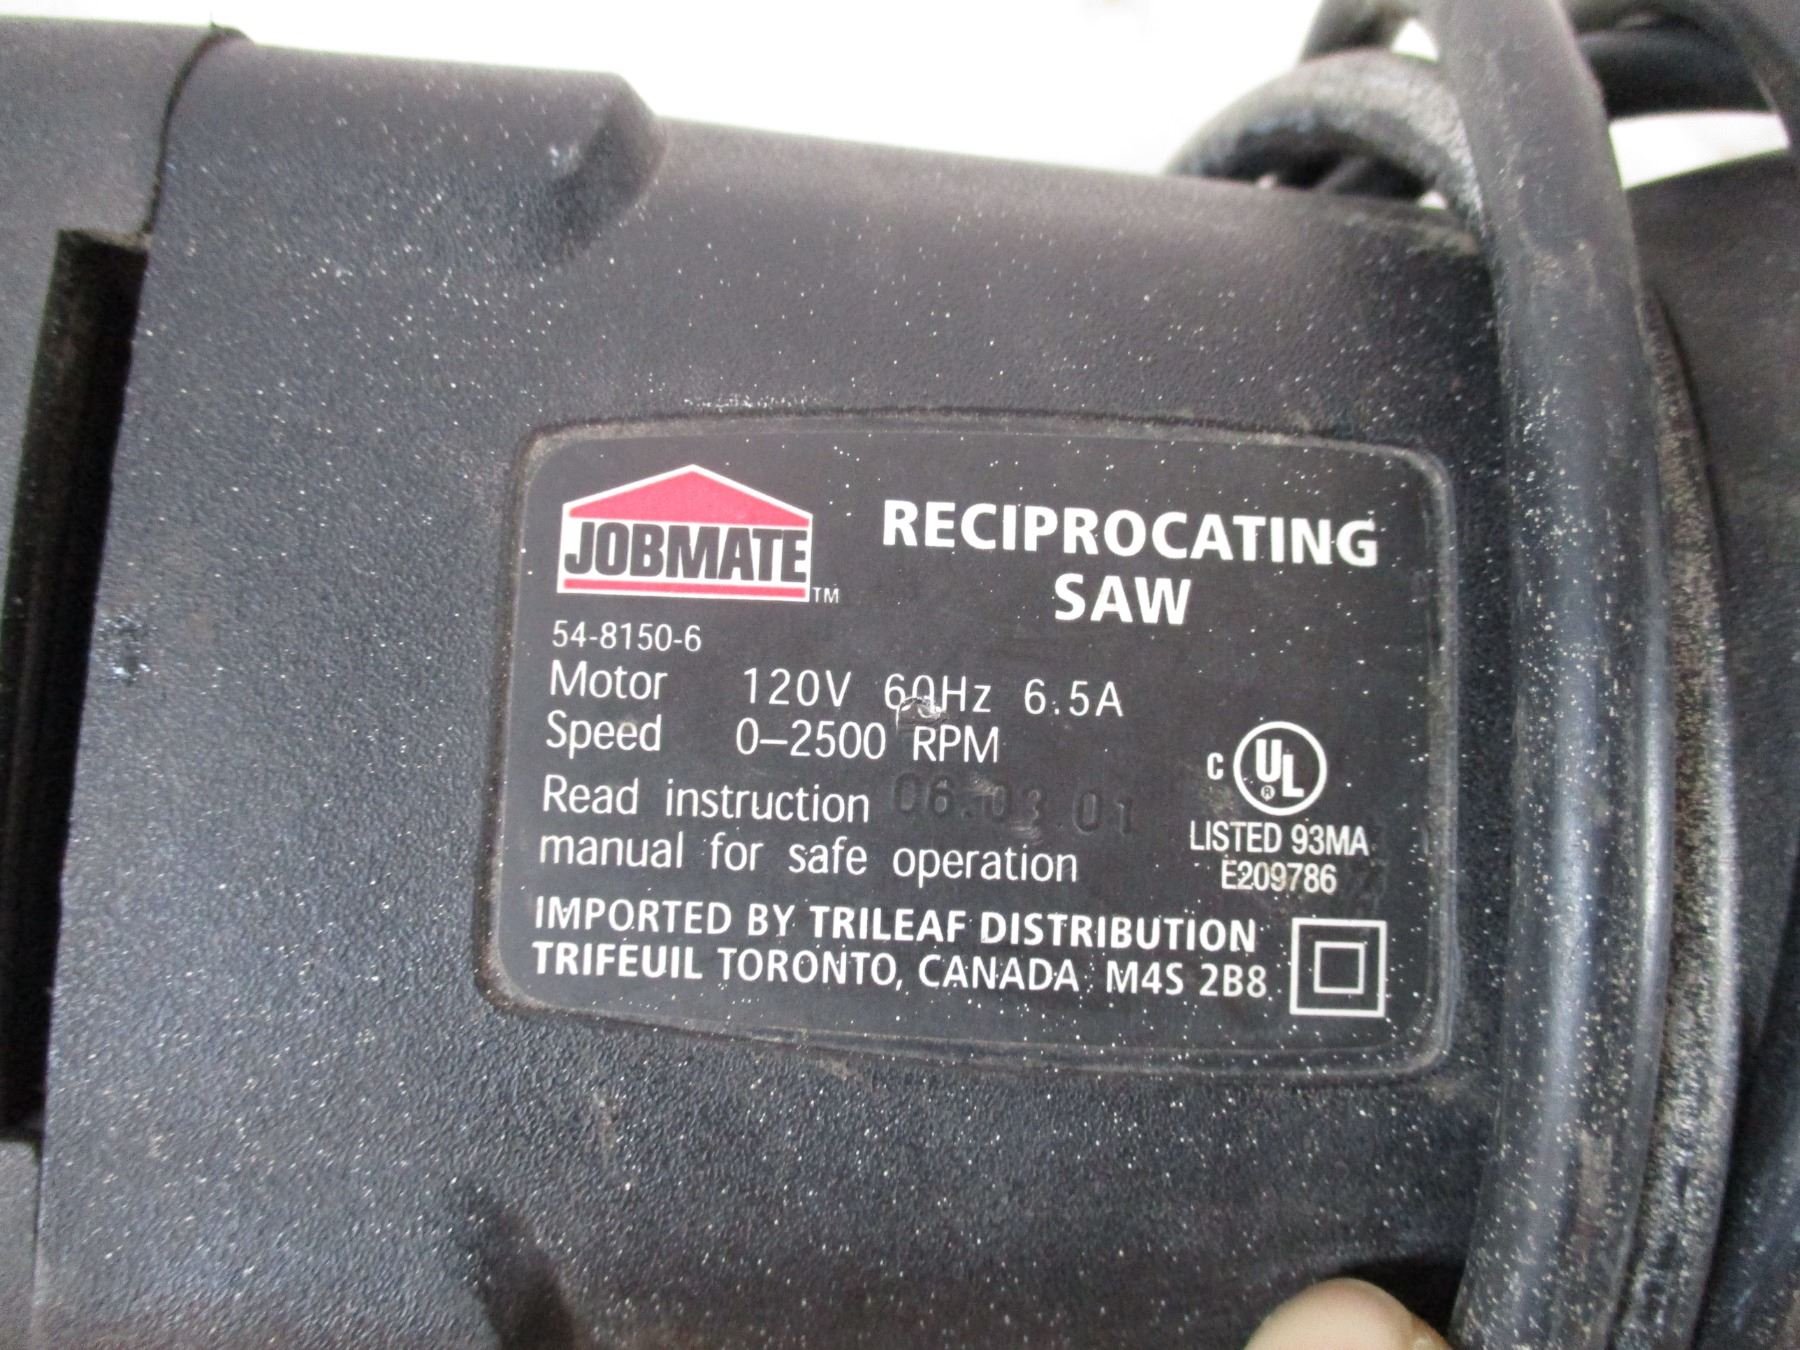 JOBMATE
TM
RECIPROCATING
SAW
54-8150-6
Motor 120V 60Hz 6.5A
Speed 0–2500 RPM
Read instruction
manual for safe operation
C UL ®
LISTED 93MA
E209786
IMPORTED BY TRILEAF DISTRIBUTION
TRIFEUIL TORONTO, CANADA M4S 2B8